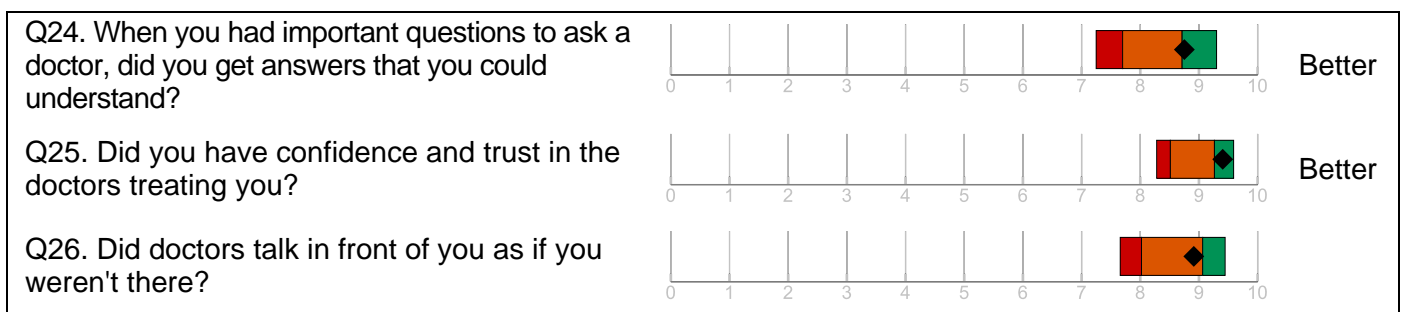 Q24. When you had important questions to ask a
doctor, did you get answers that you could
understand?
0 1 2 3 4 5 6 7 8 9 10
Better
Q25. Did you have confidence and trust in the
doctors treating you?
0 1 2 3 4 5 6 7 8 9 10
Better
Q26. Did doctors talk in front of you as if you
weren't there?
0 1 2 3 4 5 6 7 8 9 10